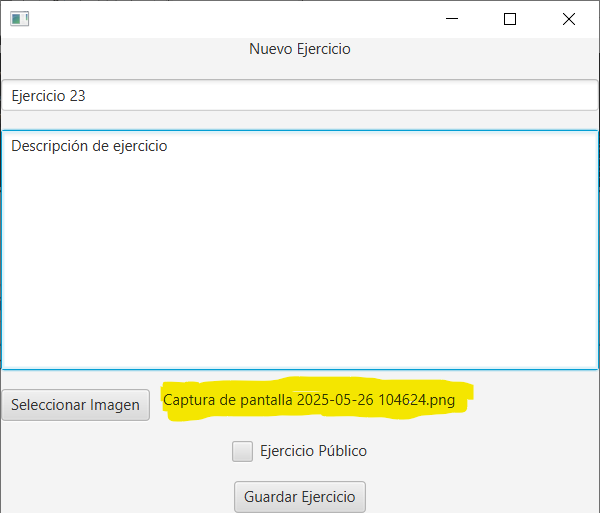 Nuevo Ejercicio
Ejercicio 23
Descripción de ejercicio
Seleccionar Imagen
Captura de pantalla 2025-05-26 104624.png
Ejercicio Público
Guardar Ejercicio